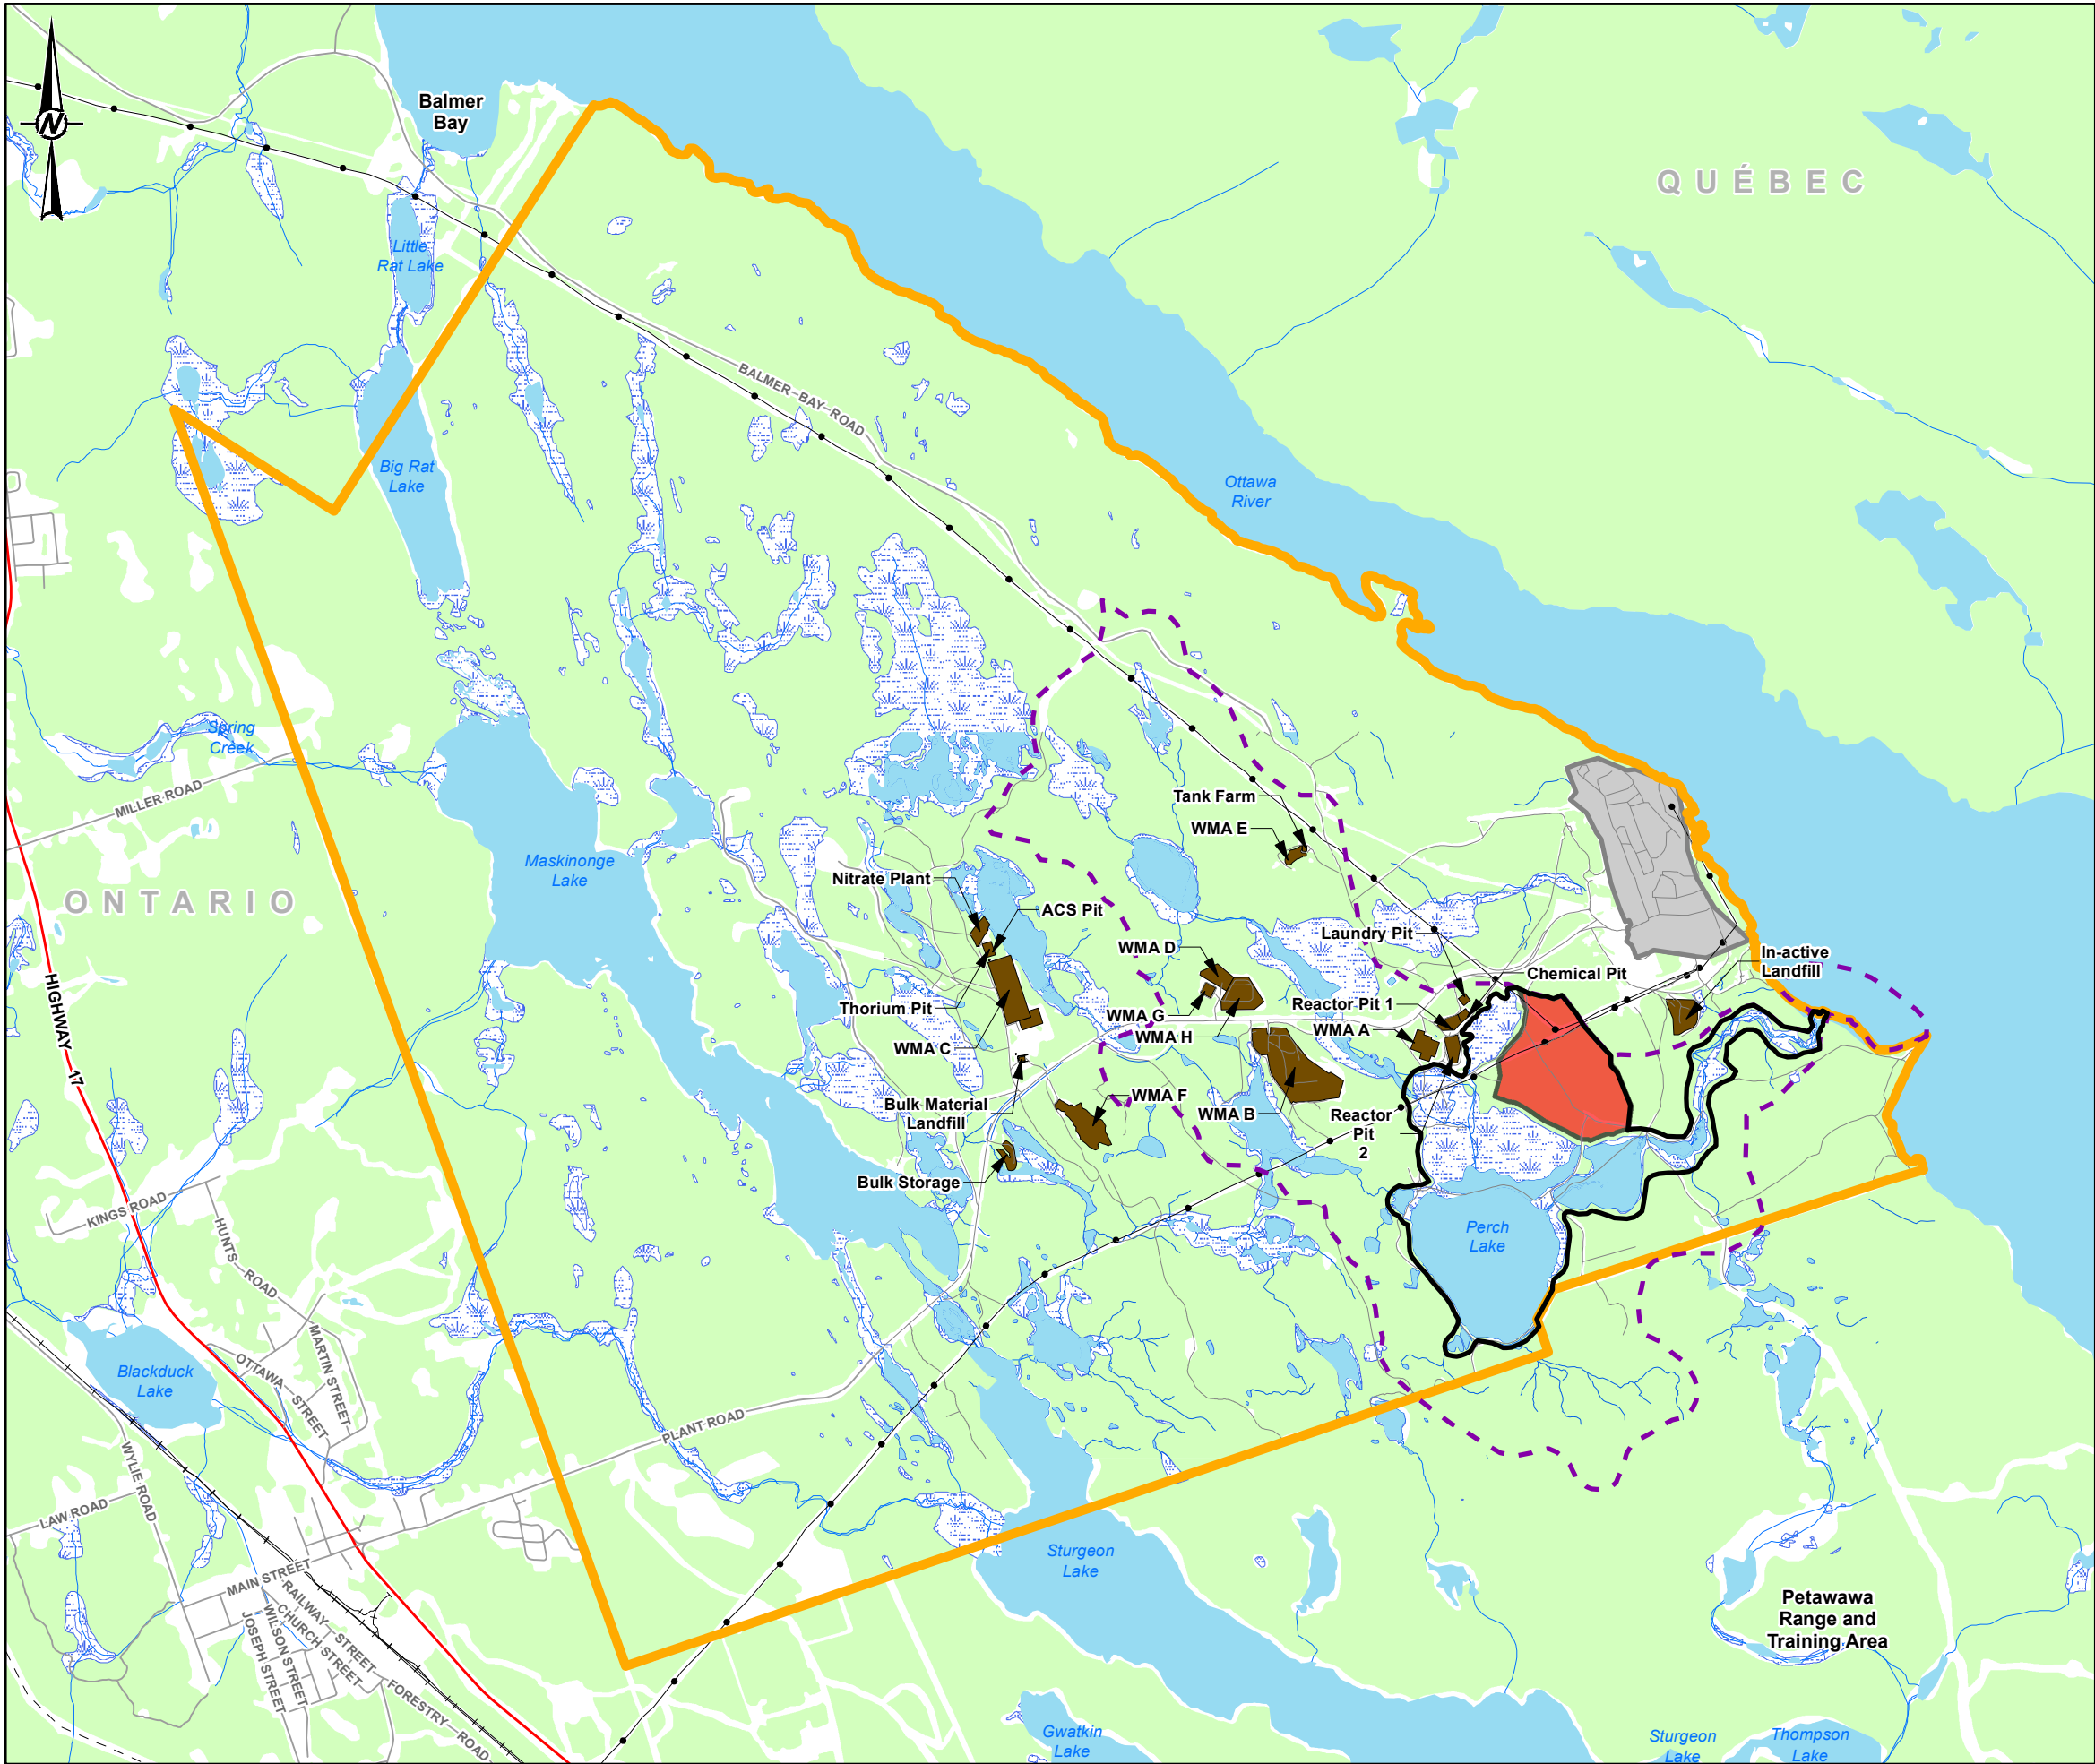 Balmer
Bay
N
QUÉBEC
Little
Rat Lake
BALMER BAY ROAD
Big Rat
Lake
Ottawa
River
Spring
Creek
MILLER ROAD
Tank Farm
WMA E
Maskinonge
Lake
ONTARIO
Nitrate Plant
ACS Pit
Laundry Pit
WMA D
In-active
Landfill
Chemical Pit
HIGHWAY 17
Thorium Pit
WMA G
Reactor Pit 1
WMA A
WMA H
WMA C
WMA F
Bulk Material
Landfill
WMA B
Reactor
Pit
2
Bulk Storage
KINGS ROAD
HUNTS ROAD
Perch
Lake
MARTIN STREET
OTTAWA STREET
Blackduck
Lake
PLANT ROAD
WYLIE ROAD
LAW ROAD
Sturgeon
Lake
MAIN STREET
RAILWAY STREET
CHURCH STREET
WILSON STREET
JOSEPH STREET
FORESTRY ROAD
Petawawa
Range and
Training Area
Gwatkin
Lake
Sturgeon
Lake
Thompson
Lake